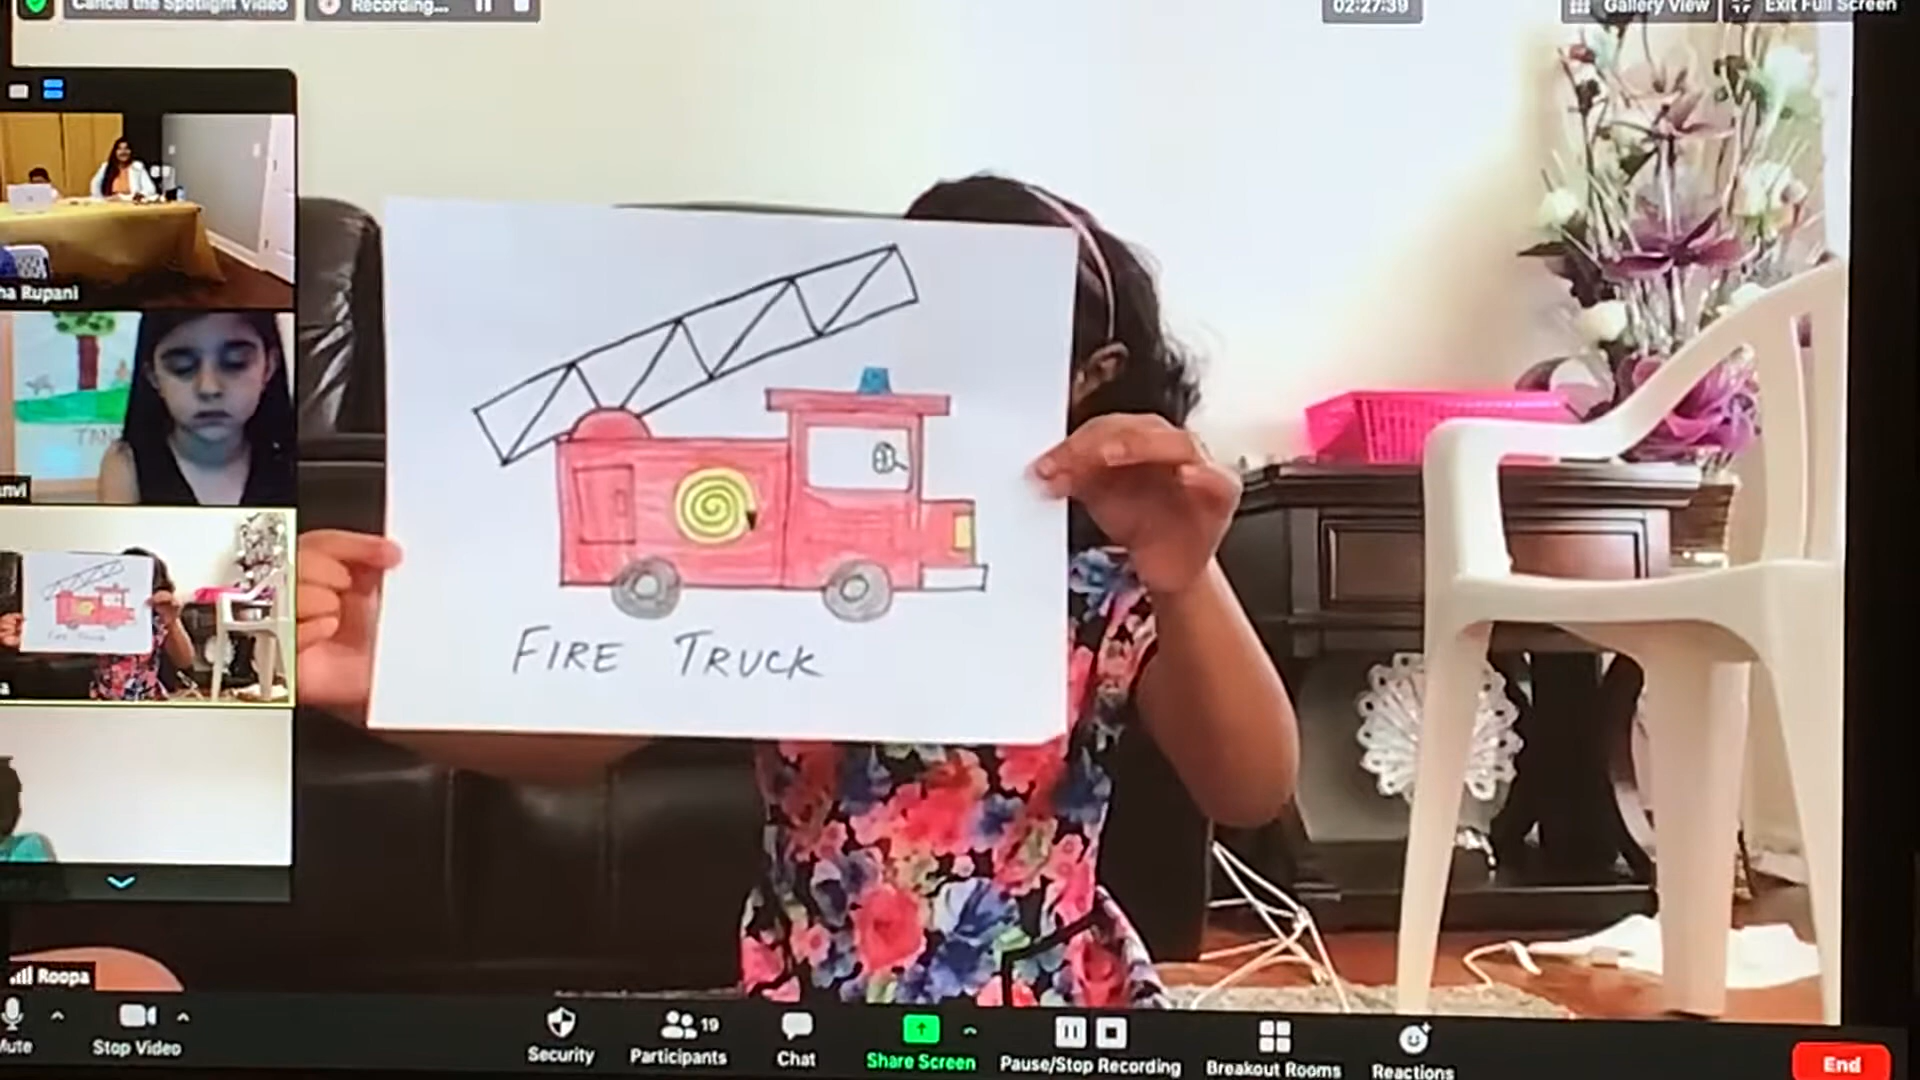 Cancel the Spotlight Video
Recording...
02:27:39
Gallery View
Exit Full Screen
Rupani
FIRE TRUCK
Roopa
Mute
Stop Video
Security
Participants
19
Chat
Share Screen
Pause/Stop Recording
Breakout Rooms
Reactions
End